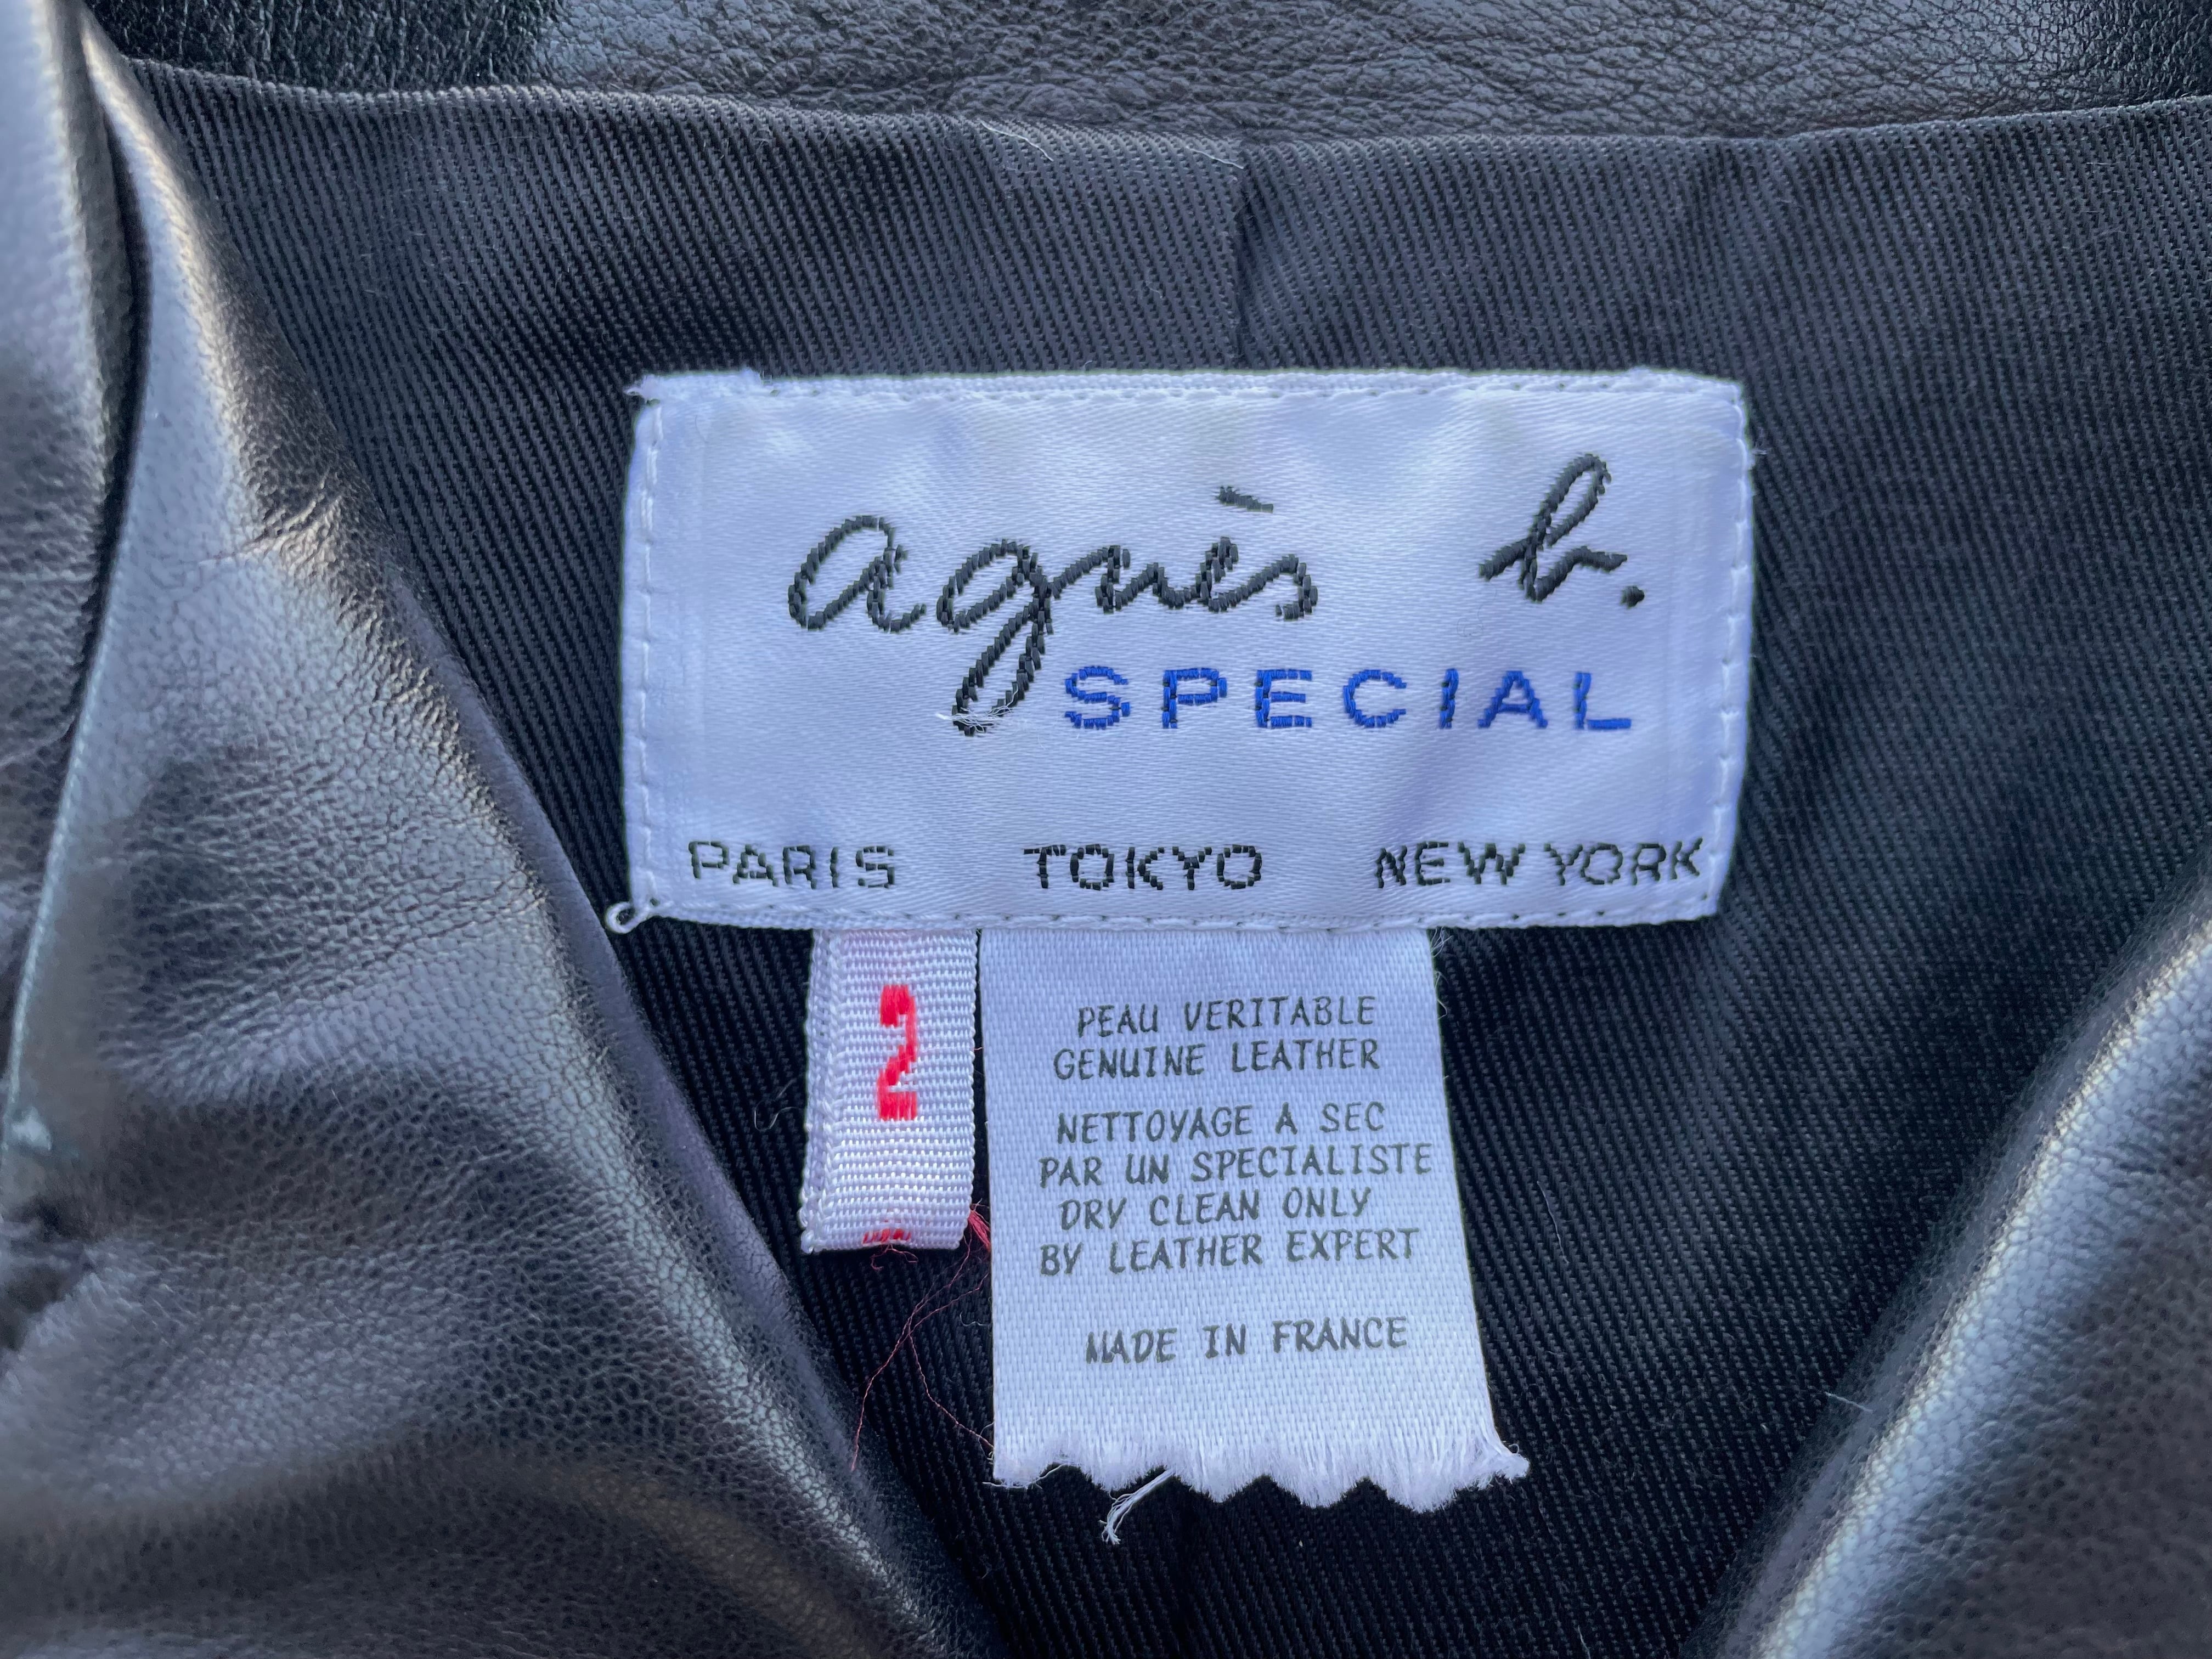 agnès b.
SPECIAL
PARIS TOKYO NEW YORK
2
PEAU VERITABLE
GENUINE LEATHER
NETTOYAGE A SEC
PAR UN SPECIALISTE
DRY CLEAN ONLY
BY LEATHER EXPERT
MADE IN FRANCE